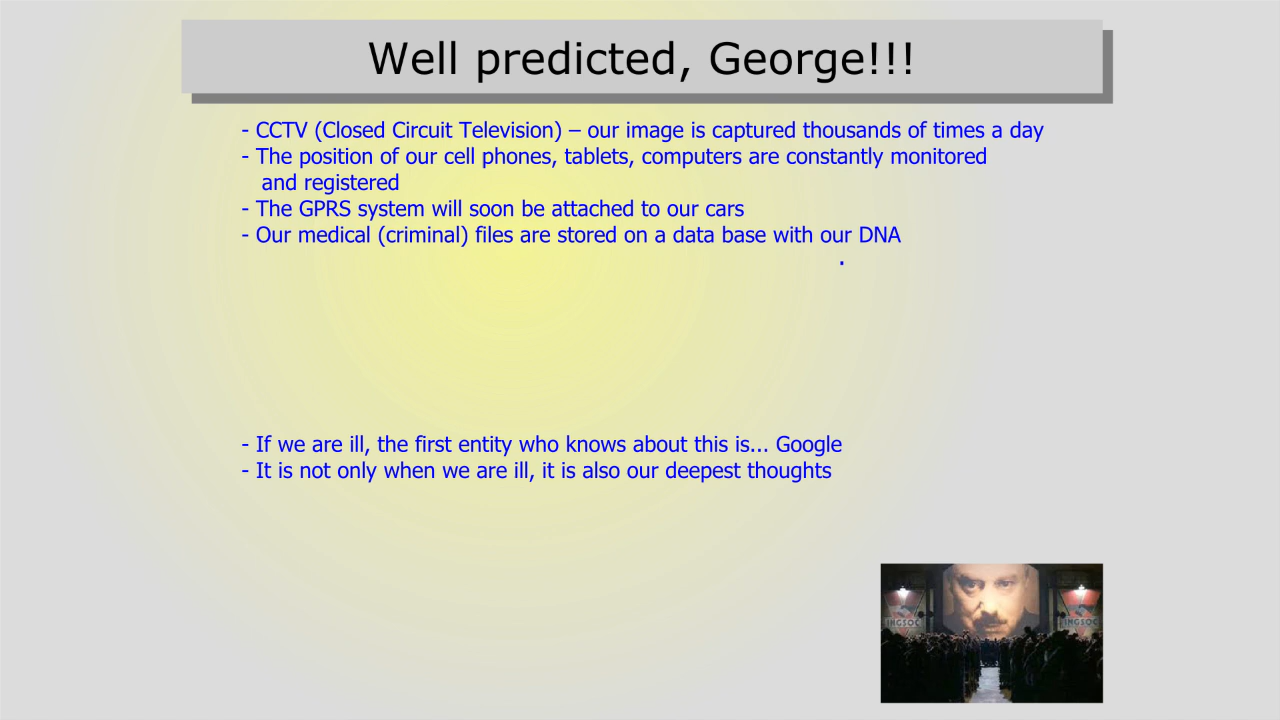 Well predicted, George!!!
- CCTV (Closed Circuit Television) – our image is captured thousands of times a day
- The position of our cell phones, tablets, computers are constantly monitored
and registered
- The GPRS system will soon be attached to our cars
- Our medical (criminal) files are stored on a data base with our DNA
.
- If we are ill, the first entity who knows about this is... Google
- It is not only when we are ill, it is also our deepest thoughts
INGSOC INGSOC